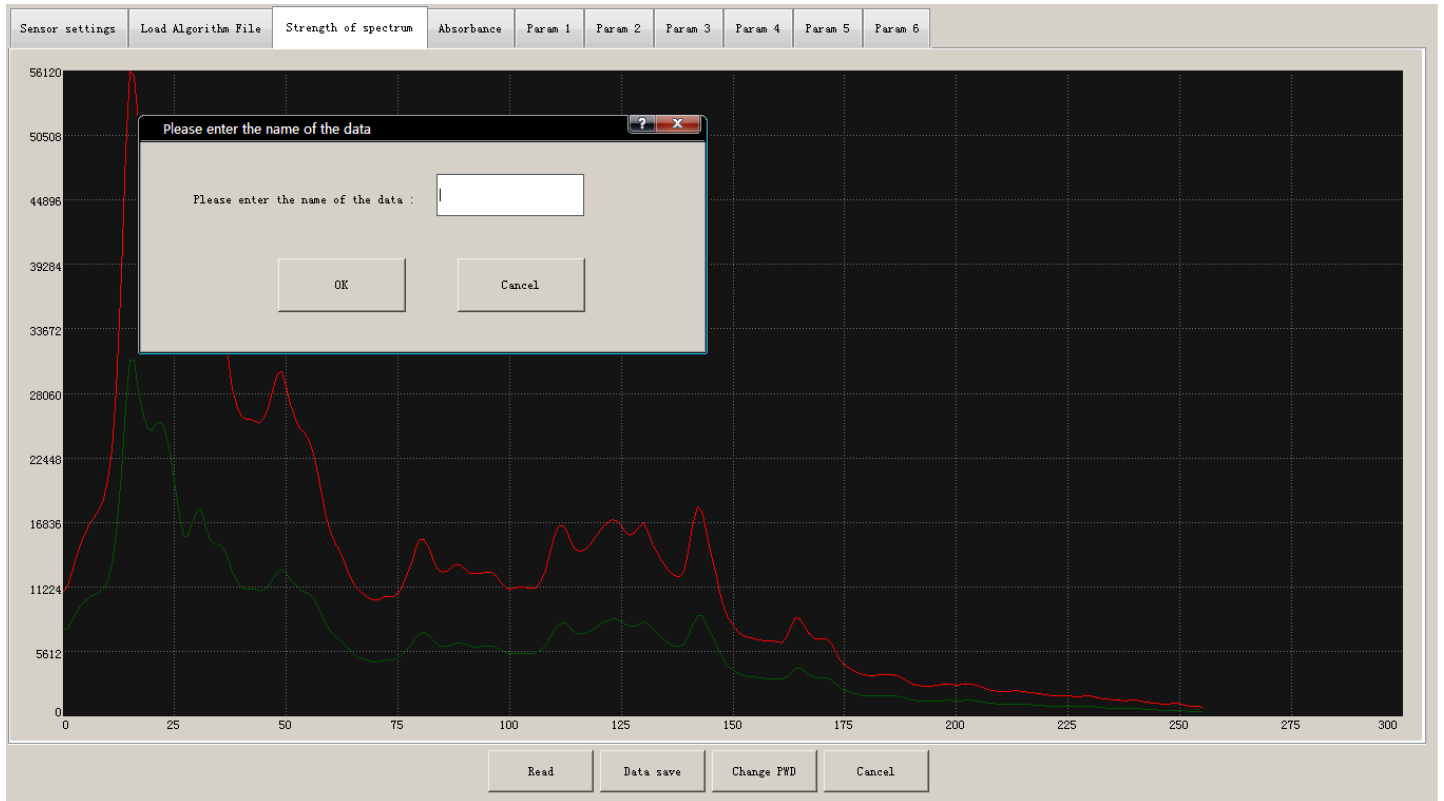 Sensor settings Load Algorithm File Strength of spectrum Absorbance Param 1 Param 2 Param 3 Param 4 Param 5 Param 6
56120
Please enter the name of the data ? X
50508
Please enter the name of the data :
44896
39284
OK Cancel
33672
28060
22448
16836
11224
5612
0
0 25 50 75 100 125 150 175 200 225 250 275 300
Read Data save Change PWD Cancel